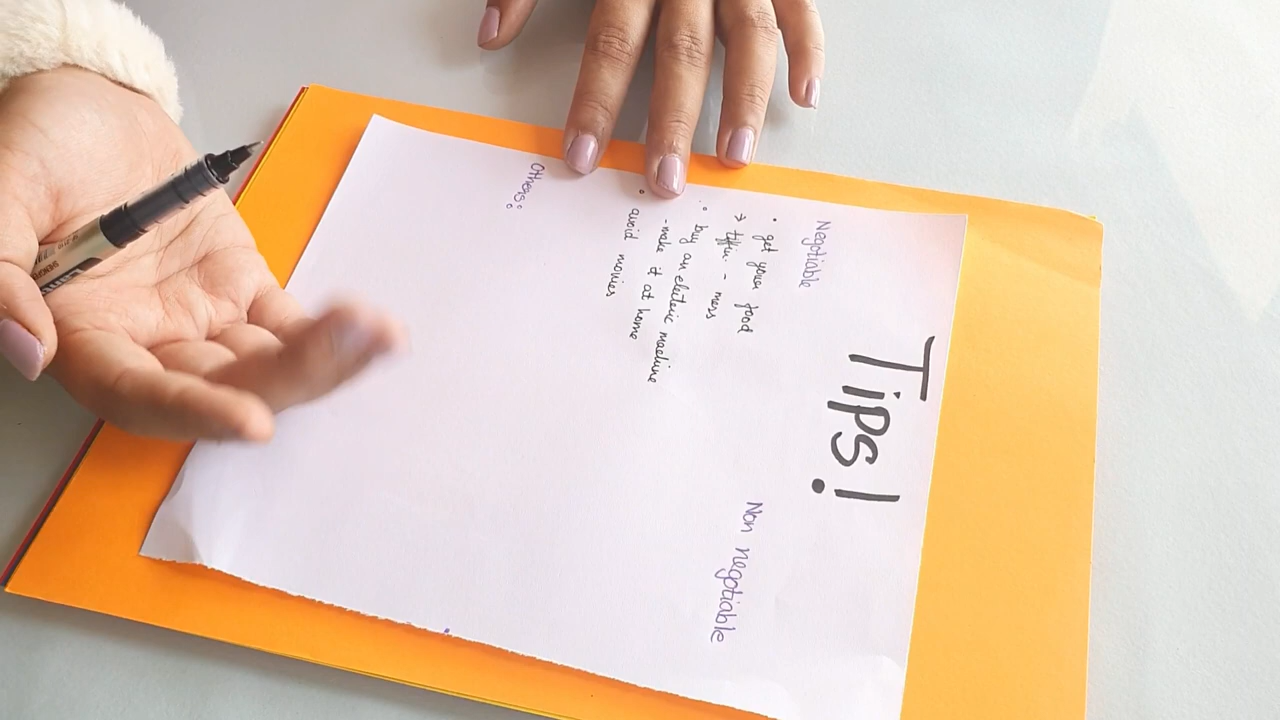 Tips!
Negotiable
• get your food
→ tiffin - mess
• buy an electric machine
- make it at home
• avoid movies
Others:
Non negotiable